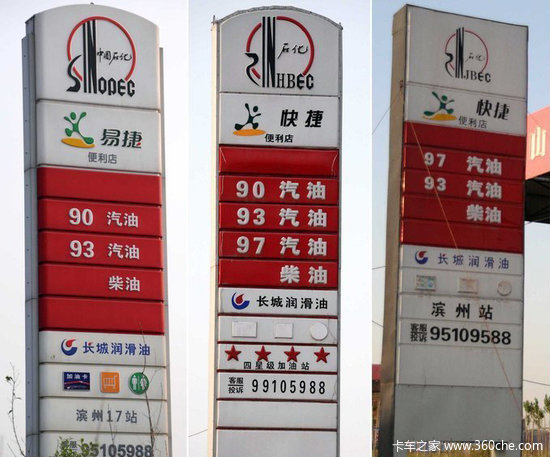 中国石化
SINOPEC
易捷
便利店
90 汽油
93 汽油
柴油
长城润滑油
加油卡
滨州17站
95105988
石化
快捷
便利店
90 汽油
93 汽油
97 汽油
柴油
长城润滑油
四星级加油站
客服
投诉
99105988
石化
快捷
便利店
97 汽油
93 汽油
柴油
长城润滑油
滨州站
客服
投诉
95109588
山
卡车之家 www.360che.com